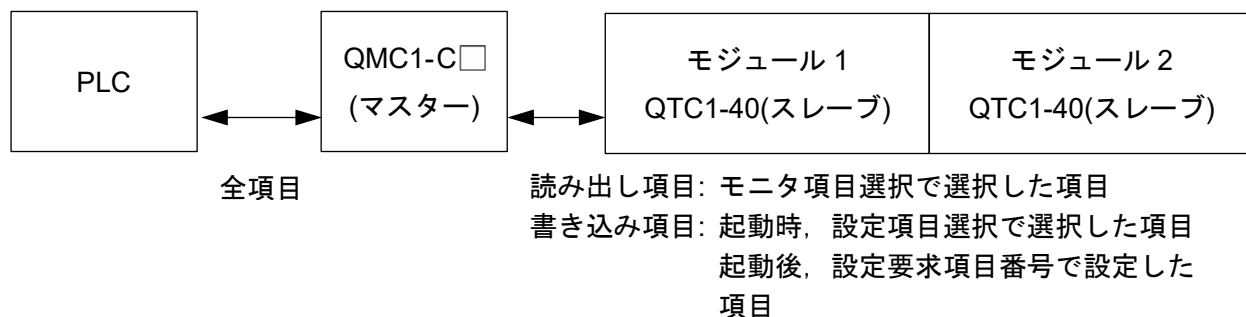 PLC
QMC1-C□
(マスター)
モジュール 1
QTC1-40(スレーブ)
モジュール 2
QTC1-40(スレーブ)
全項目
読み出し項目: モニタ項目選択で選択した項目
書き込み項目: 起動時, 設定項目選択で選択した項目
起動後, 設定要求項目番号で設定した
項目